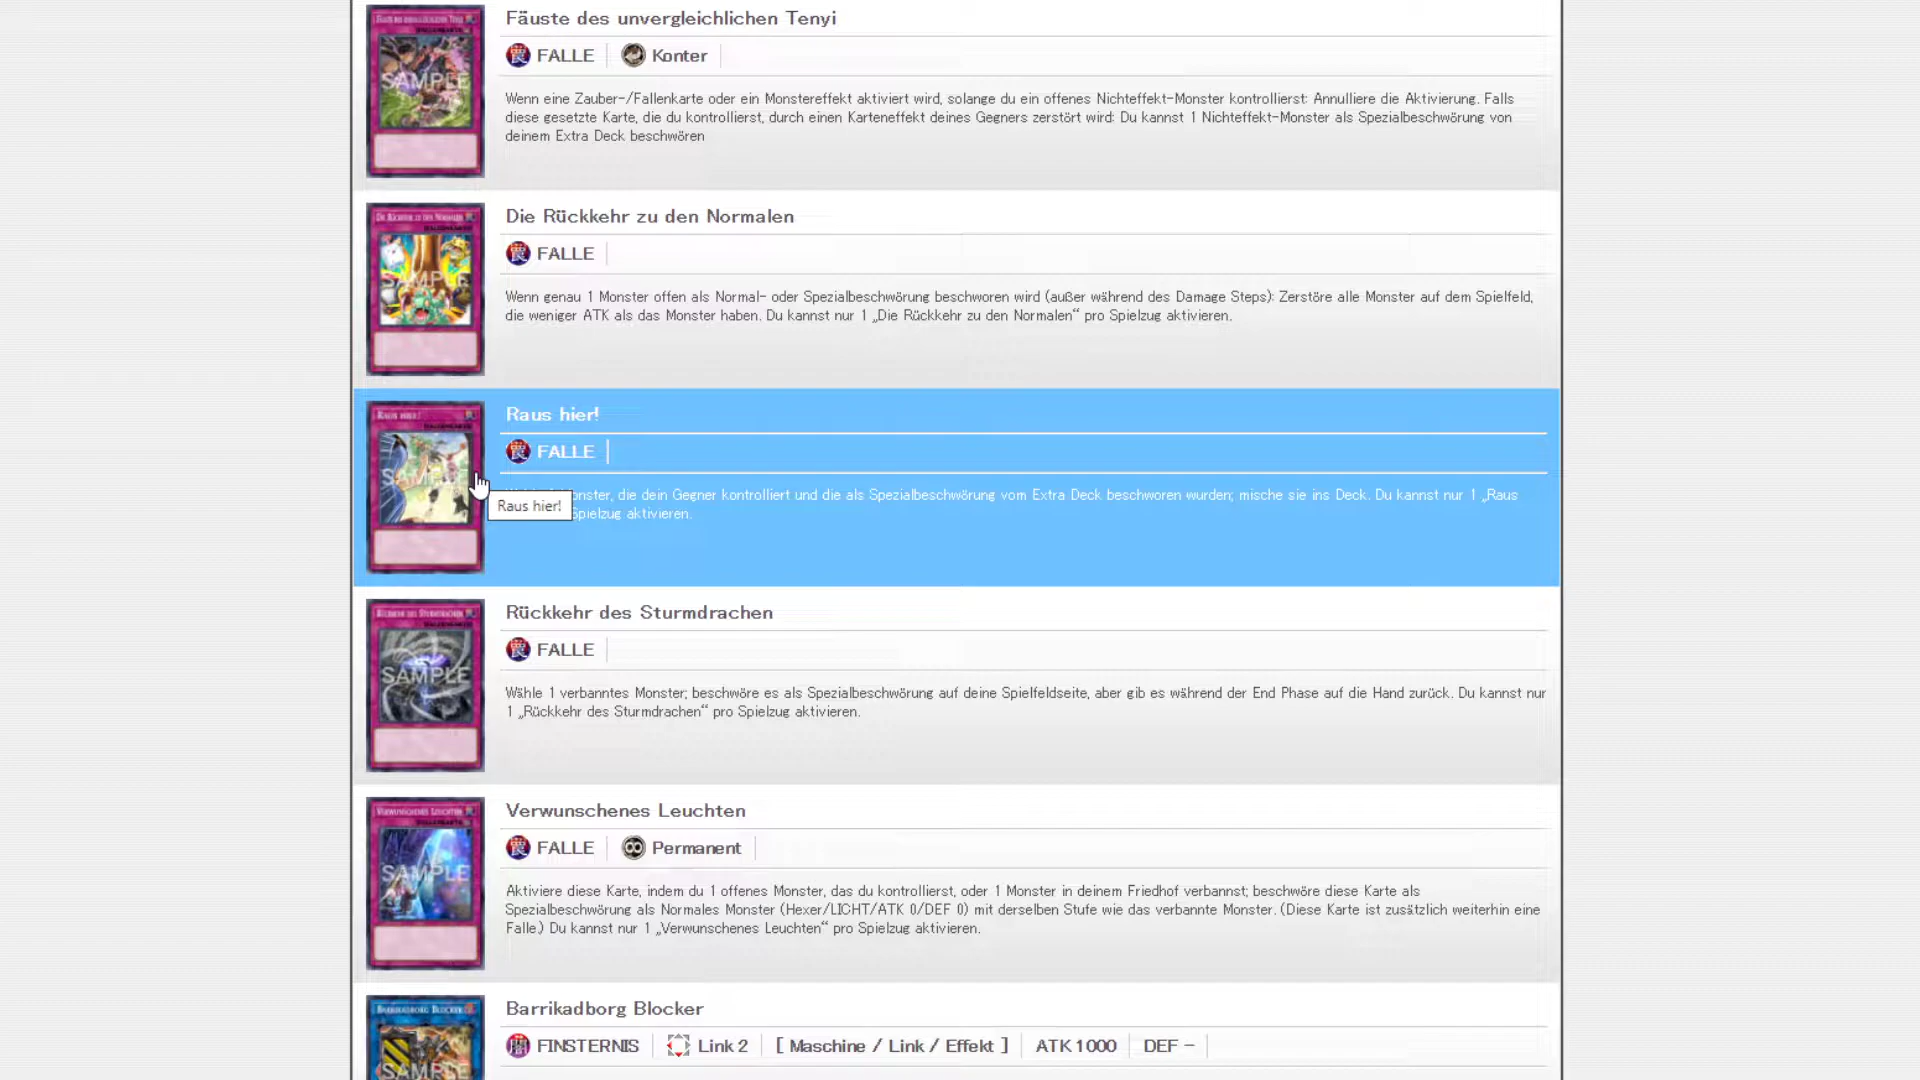 Fäuste des unvergleichlichen Tenyi
FALLE
Konter
Wenn eine Zauber-/Fallenkarte oder ein Monstereffekt aktiviert wird, solange du ein offenes Nichteffekt-Monster kontrollierst: Annulliere die Aktivierung. Falls
diese gesetzte Karte, die du kontrollierst, durch einen Karteneffekt deines Gegners zerstört wird: Du kannst 1 Nichteffekt-Monster als Spezialbeschwörung von
deinem Extra Deck beschwören
SAMPLE
Die Rückkehr zu den Normalen
FALLE
Wenn genau 1 Monster offen als Normal- oder Spezialbeschwörung beschworen wird (außer während des Damage Steps): Zerstöre alle Monster auf dem Spielfeld,
die weniger ATK als das Monster haben. Du kannst nur 1 „Die Rückkehr zu den Normalen“ pro Spielzug aktivieren.
SAMPLE
Raus hier!
FALLE
onster, die dein Gegner kontrolliert und die als Spezialbeschwörung vom Extra Deck beschworen wurden; mische sie ins Deck. Du kannst nur 1 „Raus
Spielzug aktivieren.
Raus hier!
SAMPLE
Rückkehr des Sturmdrachen
FALLE
Wähle 1 verbanntes Monster; beschwöre es als Spezialbeschwörung auf deine Spielfeldseite, aber gib es während der End Phase auf die Hand zurück. Du kannst nur
1 „Rückkehr des Sturmdrachen“ pro Spielzug aktivieren.
SAMPLE
Verwunschenes Leuchten
FALLE
Permanent
Aktiviere diese Karte, indem du 1 offenes Monster, das du kontrollierst, oder 1 Monster in deinem Friedhof verbannst; beschwöre diese Karte als
Spezialbeschwörung als Normales Monster (Hexer/LICHT/ATK 0/DEF 0) mit derselben Stufe wie das verbannte Monster. (Diese Karte ist zusätzlich weiterhin eine
Falle.) Du kannst nur 1 „Verwunschenes Leuchten“ pro Spielzug aktivieren.
SAMPLE
Barrikadborg Blocker
FINSTERNIS
Link 2
[ Maschine / Link / Effekt ]
ATK 1000
DEF -
SAMPLE